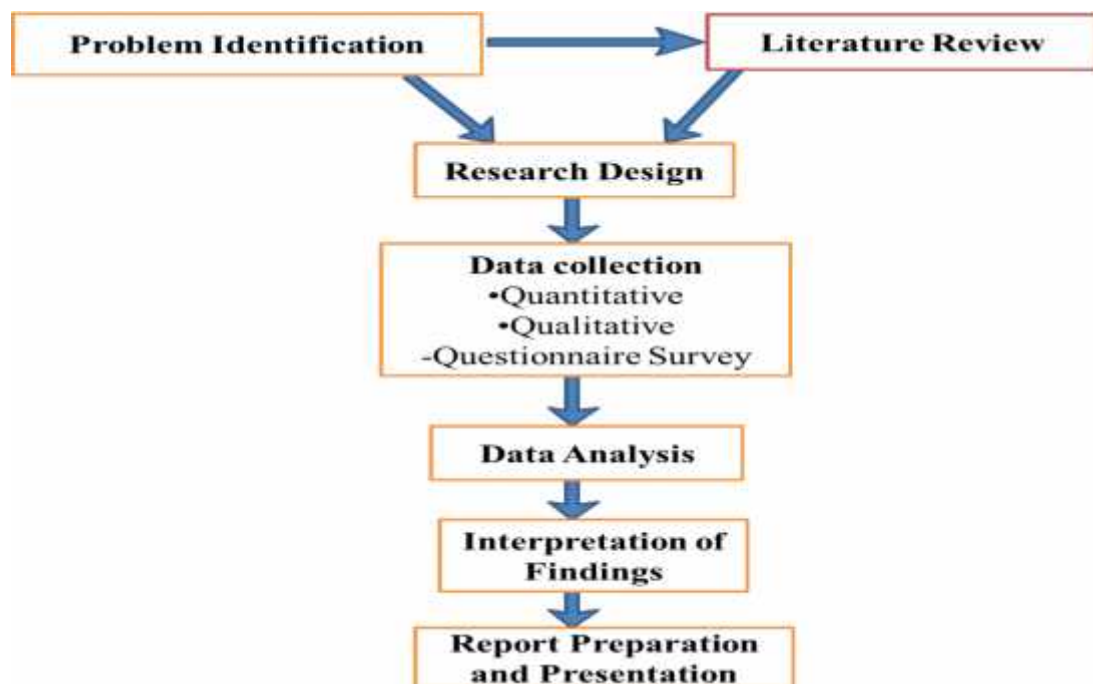 Problem Identification
Literature Review
Research Design
Data collection
•Quantitative
•Qualitative
-Questionnaire Survey
Data Analysis
Interpretation of
Findings
Report Preparation
and Presentation